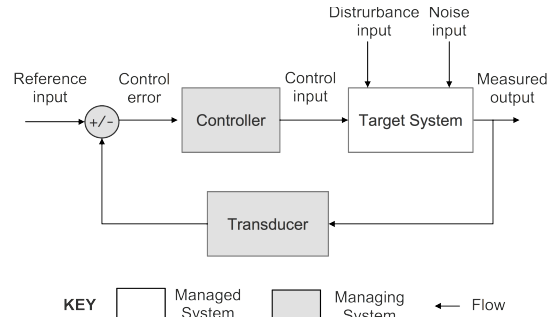 Distrurbance
input
Noise
input
Reference
input
Control
error
Control
input
Measured
output
+/-
Controller
Target System
Transducer
KEY
Managed
System
Managing
System
Flow